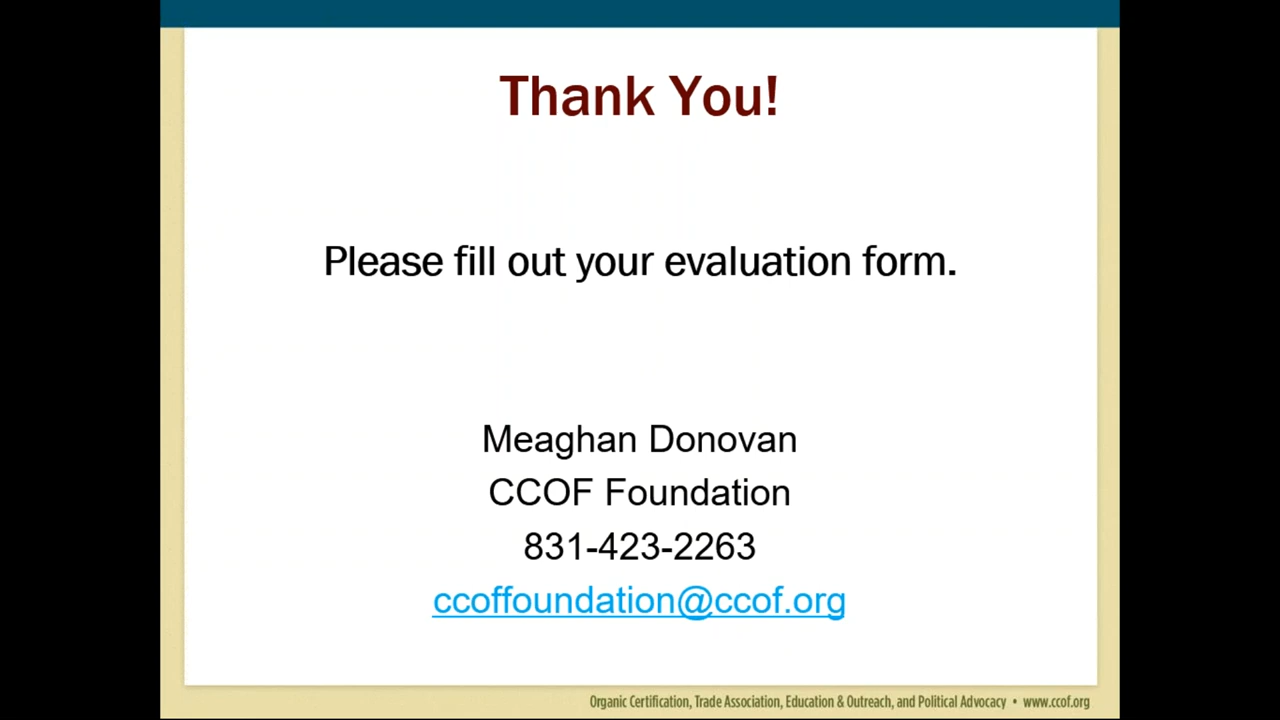 Thank You!
Please fill out your evaluation form.
Meaghan Donovan
CCOF Foundation
831-423-2263
ccoffoundation@ccof.org
Organic Certification, Trade Association, Education & Outreach, and Political Advocacy • www.ccof.org